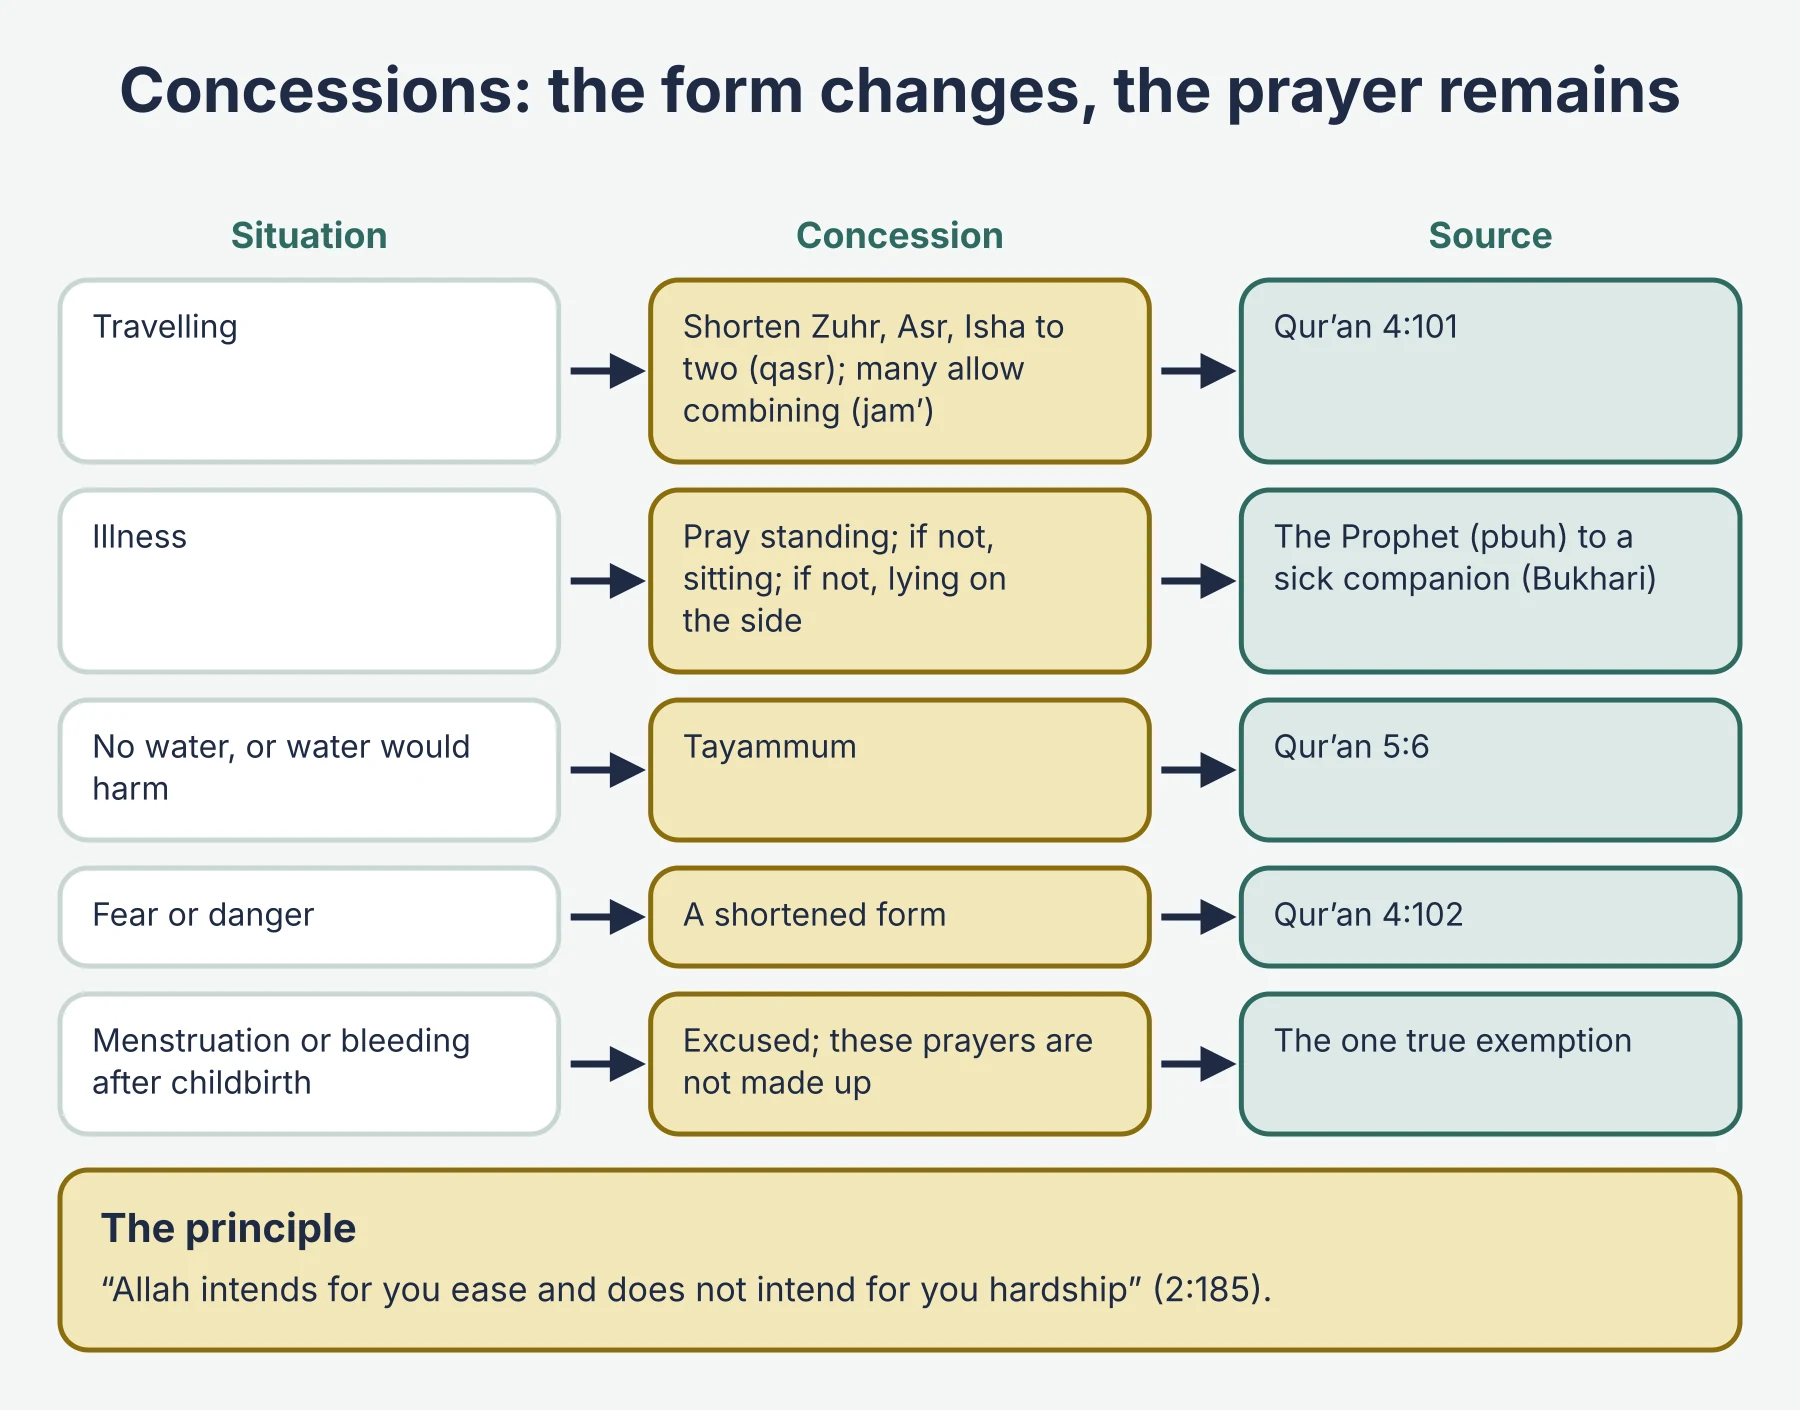 Concessions: the form changes, the prayer remains
Situation
Concession
Source
Travelling
Shorten Zuhr, Asr, Isha to
two (qasr); many allow
combining (jam’)
Qur’an 4:101
Illness
Pray standing; if not,
sitting; if not, lying on
the side
The Prophet (pbuh) to a
sick companion (Bukhari)
No water, or water would
harm
Tayammum
Qur’an 5:6
Fear or danger
A shortened form
Qur’an 4:102
Menstruation or bleeding
after childbirth
Excused; these prayers are
not made up
The one true exemption
The principle
“Allah intends for you ease and does not intend for you hardship” (2:185).